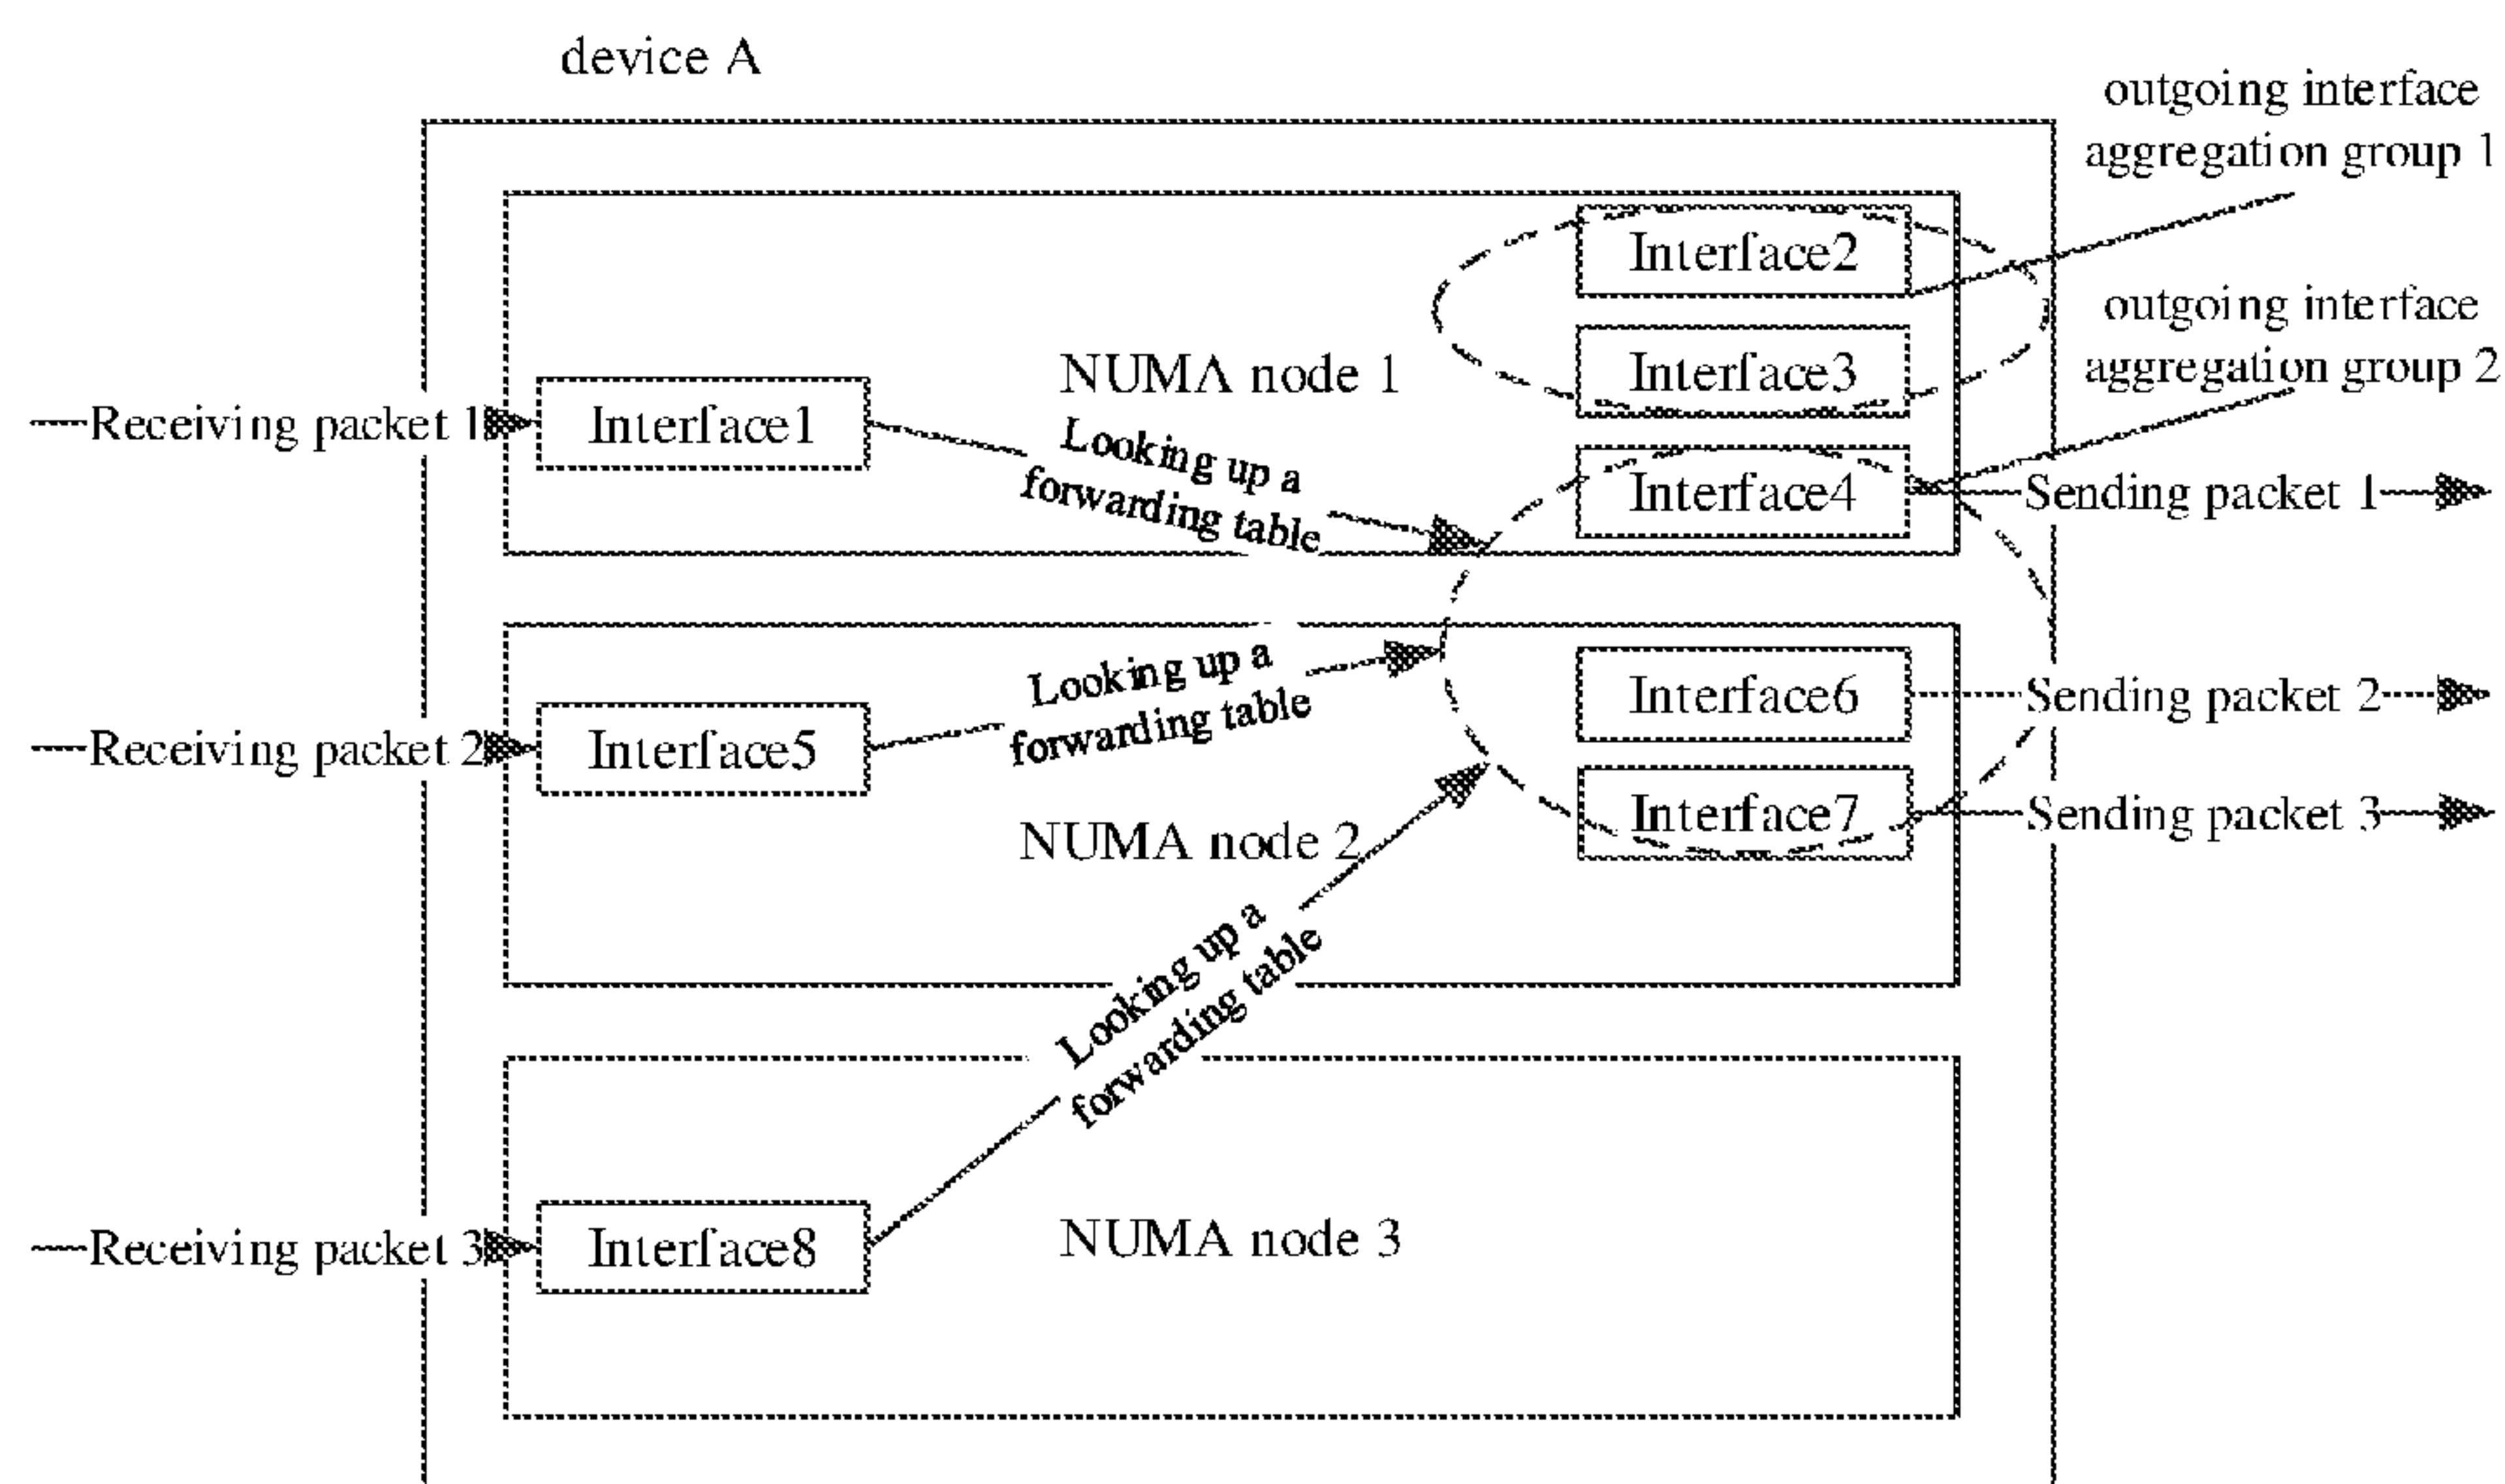 device A
outgoing interface
aggregation group 1
Interface2
outgoing interface
aggregation group 2
NUMA node 1
Interface3
Receiving packet 1
Interface1
Looking up a
forwarding table
Interface4
Sending packet 1
Looking up a
forwarding table
Interface6
Sending packet 2
Receiving packet 2
Interface5
NUMA node 2
Interface7
Sending packet 3
Looking up a
forwarding table
Receiving packet 3
Interface8
NUMA node 3